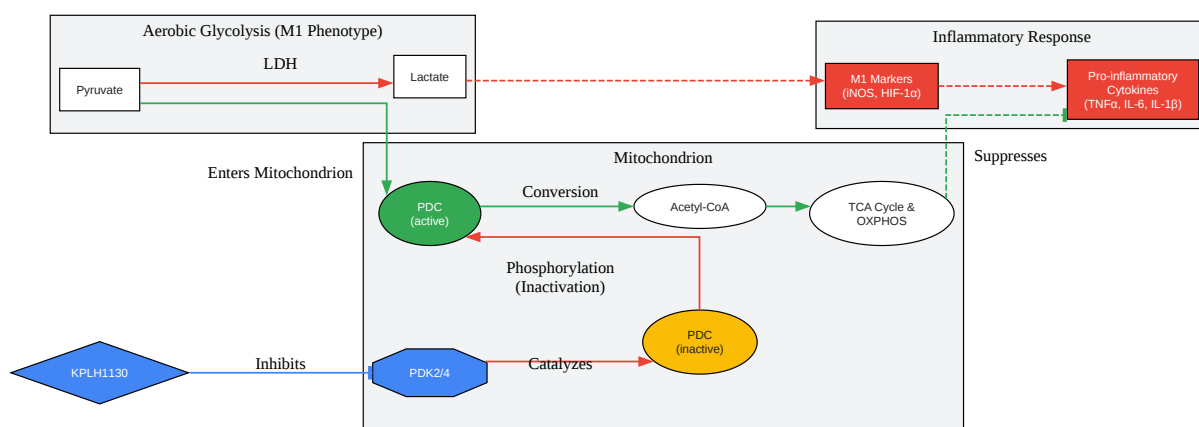 Aerobic Glycolysis (M1 Phenotype)
LDH
Pyruvate
Lactate
Inflammatory Response
M1 Markers
(iNOS, HIF-1α)
Pro-inflammatory
Cytokines
(TNFα, IL-6, IL-1β)
Enters Mitochondrion
Mitochondrion
Suppresses
PDC
(active)
Conversion
Acetyl-CoA
TCA Cycle &
OXPHOS
Phosphorylation
(Inactivation)
PDC
(inactive)
KPLH1130
Inhibits
PDK2/4
Catalyzes